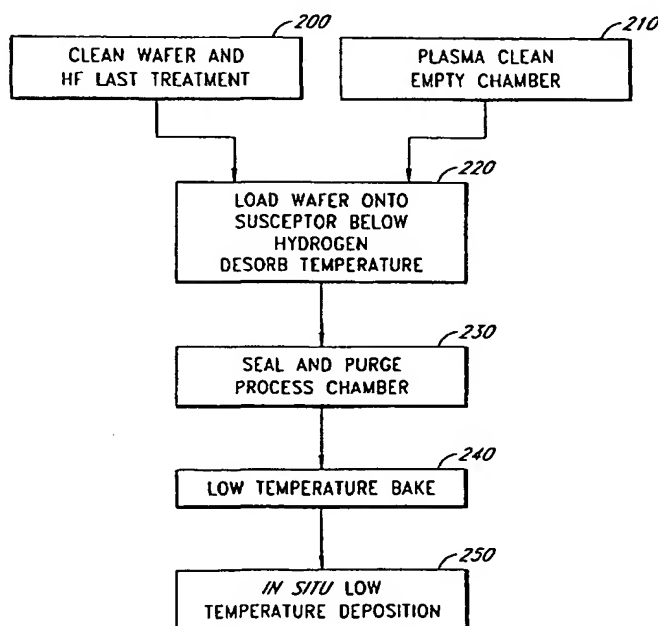 200
CLEAN WAFER AND
HF LAST TREATMENT
210
PLASMA CLEAN
EMPTY CHAMBER
220
LOAD WAFER ONTO
SUSCEPTOR BELOW
HYDROGEN
DESORB TEMPERATURE
230
SEAL AND PURGE
PROCESS CHAMBER
240
LOW TEMPERATURE BAKE
250
IN SITU LOW
TEMPERATURE DEPOSITION